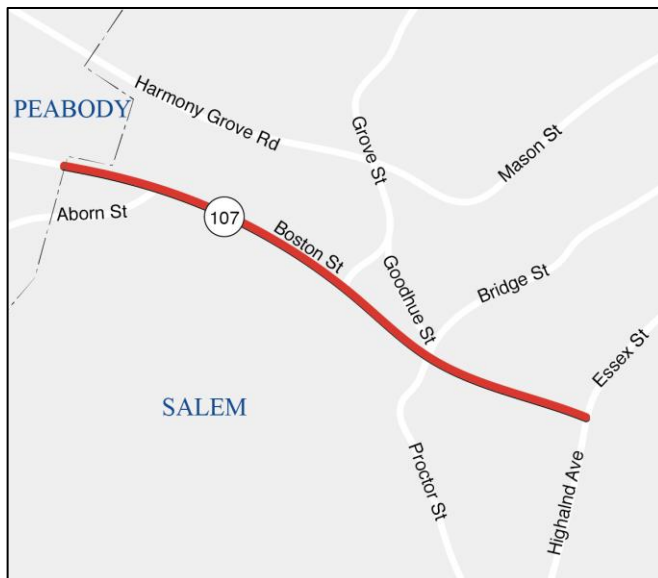 Harmony Grove Rd
PEABODY
Grove St
Mason St
Aborn St
107
Boston St
Goodhue St
Bridge St
Essex St
SALEM
Proctor St
Highalnd Ave